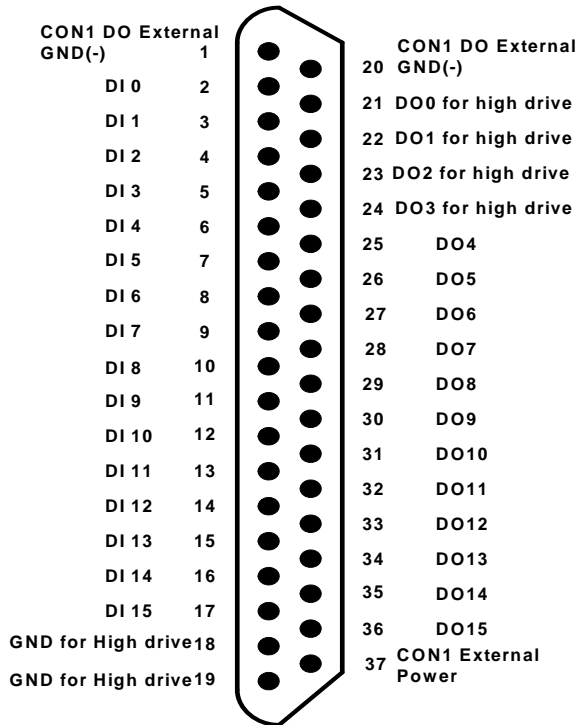 CON1 DO External
GND(-) 1
DI 0 2
DI 1 3
DI 2 4
DI 3 5
DI 4 6
DI 5 7
DI 6 8
DI 7 9
DI 8 10
DI 9 11
DI 10 12
DI 11 13
DI 12 14
DI 13 15
DI 14 16
DI 15 17
GND for High drive 18
GND for High drive 19
CON1 DO External
20 GND(-)
21 DO0 for high drive
22 DO1 for high drive
23 DO2 for high drive
24 DO3 for high drive
25 DO4
26 DO5
27 DO6
28 DO7
29 DO8
30 DO9
31 DO10
32 DO11
33 DO12
34 DO13
35 DO14
36 DO15
37 CON1 External
Power